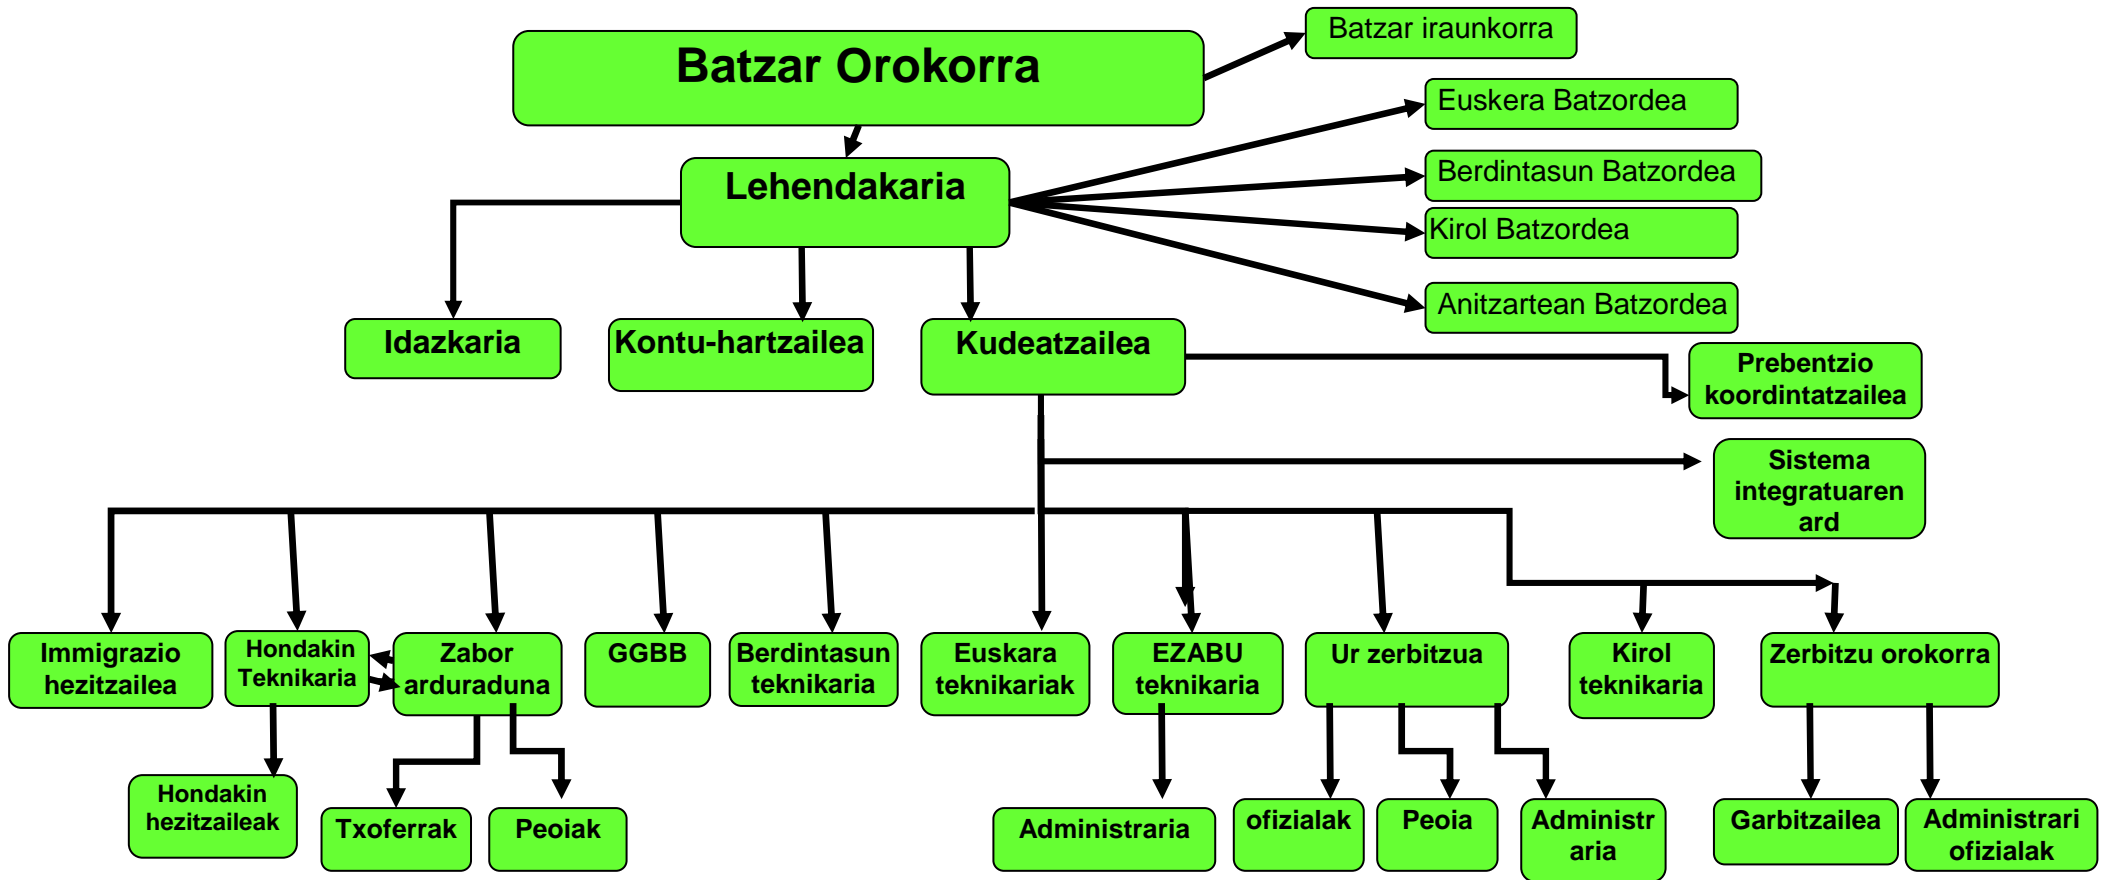 Batzar iraunkorra
Batzar Orokorra
Euskera Batzordea
Berdintasun Batzordea
Lehendakaria
Kirol Batzordea
Anitzartean Batzordea
Idazkaria
Kontu-hartzailea
Kudeatzailea
Prebentzio
koordintatzailea
Sistema
integratuaren
ard
Immigrazio
hezitzailea
Hondakin
Teknikaria
Zabor
arduraduna
GGBB
Berdintasun
teknikaria
Euskara
teknikariak
EZABU
teknikaria
Ur zerbitzua
Kirol
teknikaria
Zerbitzu orokorra
Hondakin
hezitzaileak
Txoferrak
Peoiak
Administraria
ofizialak
Peoia
Administr
aria
Garbitzailea
Administrari
ofizialak